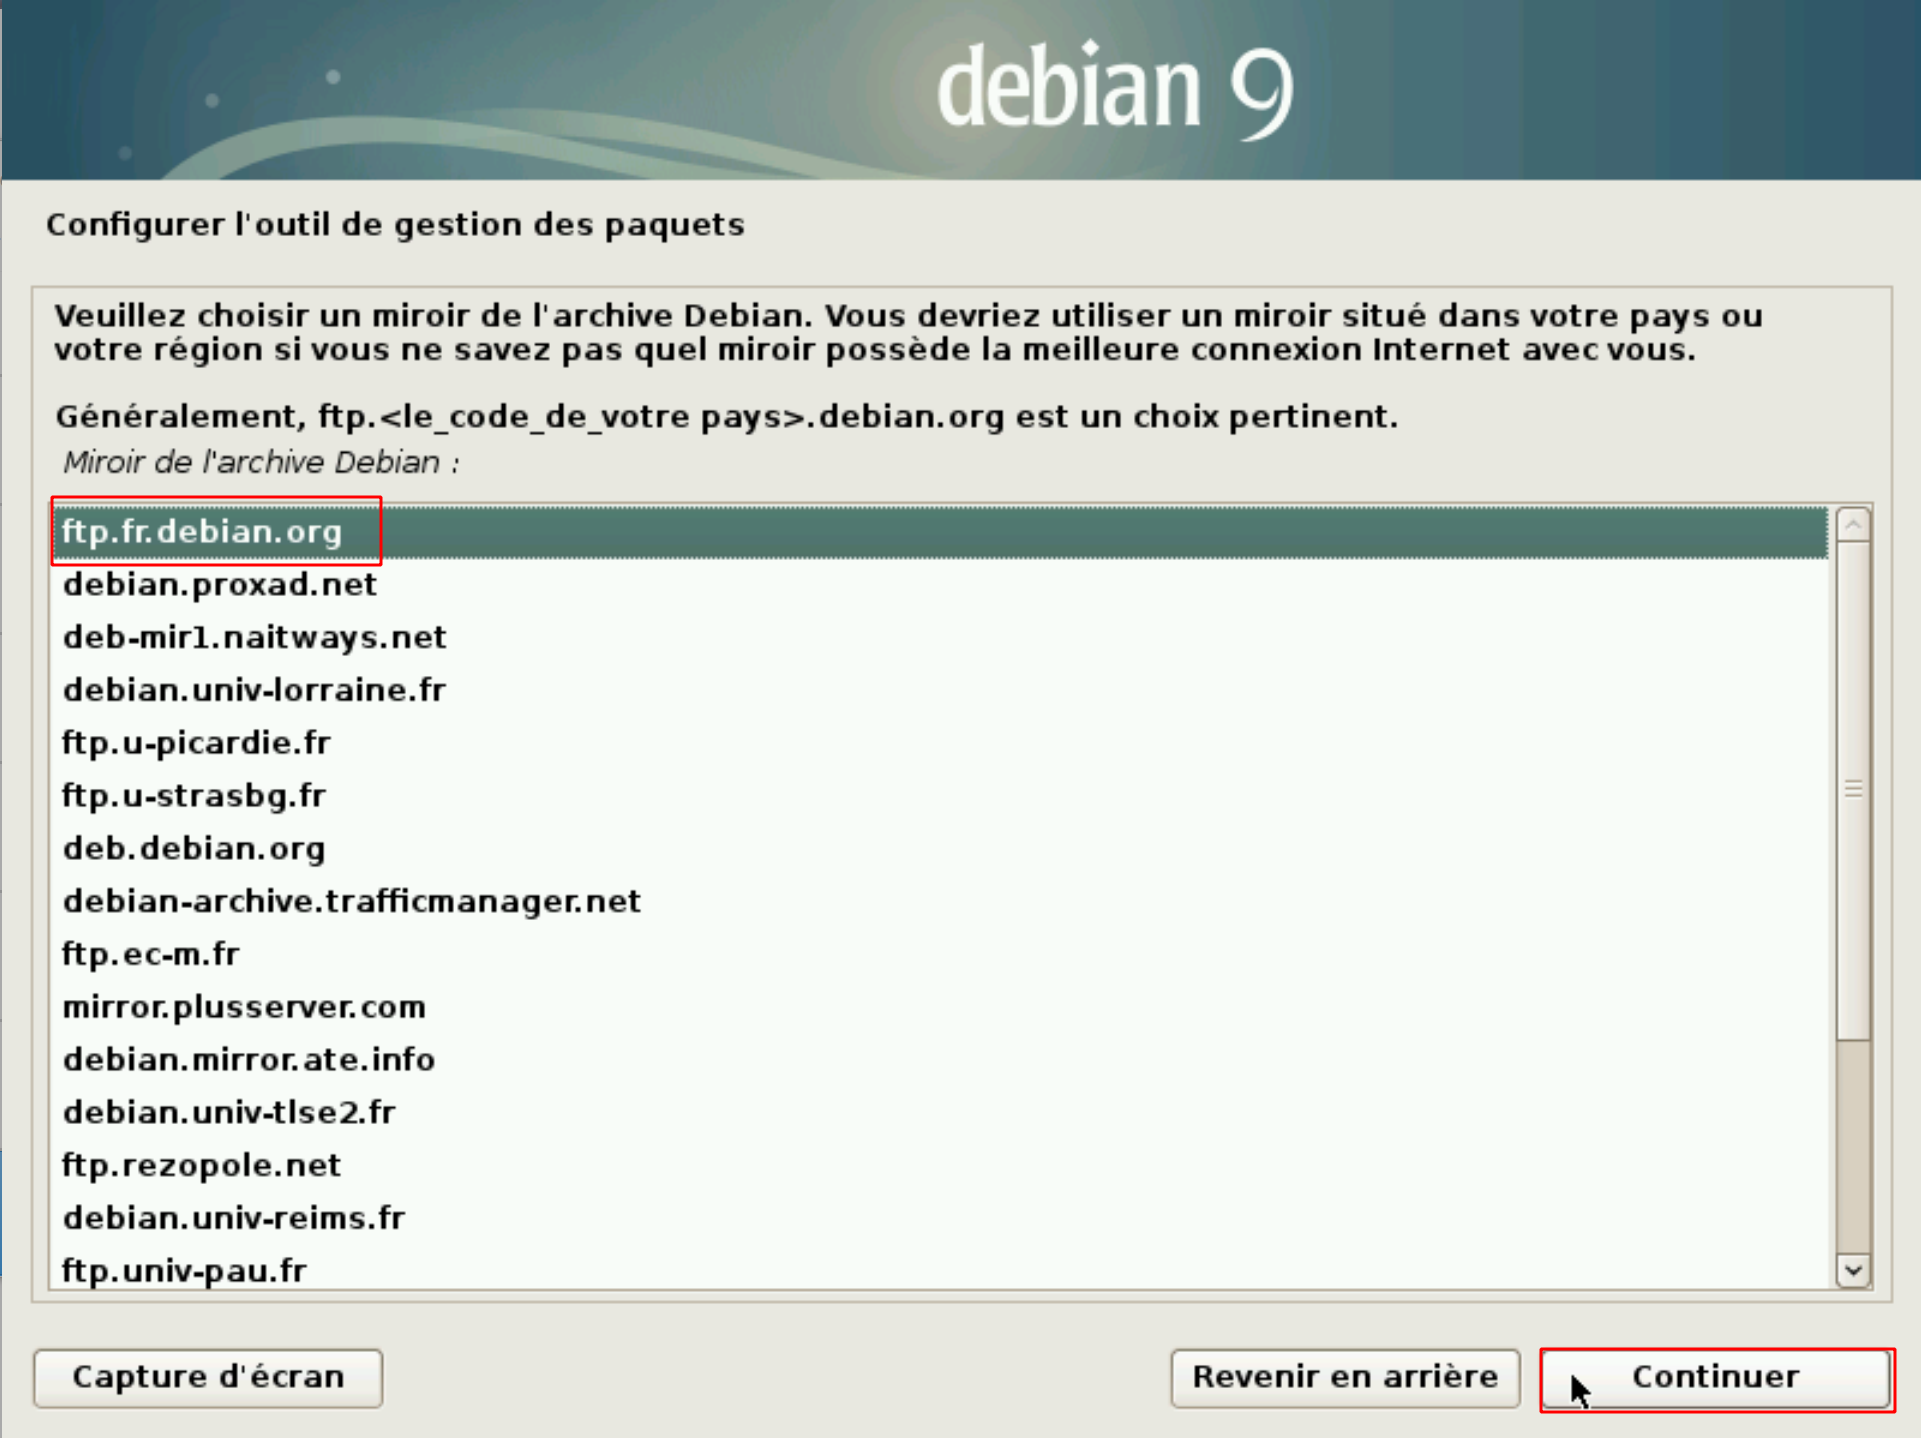 debian 9
Configurer l'outil de gestion des paquets
Veuillez choisir un miroir de l'archive Debian. Vous devriez utiliser un miroir situé dans votre pays ou
votre région si vous ne savez pas quel miroir possède la meilleure connexion Internet avec vous.
Généralement, ftp.<le_code_de_votre pays>.debian.org est un choix pertinent.
Miroir de l'archive Debian :
ftp.fr.debian.org
debian.proxad.net
deb-mir1.naitways.net
debian.univ-lorraine.fr
ftp.u-picardie.fr
ftp.u-strasbg.fr
deb.debian.org
debian-archive.trafficmanager.net
ftp.ec-m.fr
mirror.plusserver.com
debian.mirror.ate.info
debian.univ-tlse2.fr
ftp.rezopole.net
debian.univ-reims.fr
ftp.univ-pau.fr
Capture d'écran
Revenir en arrière
Continuer